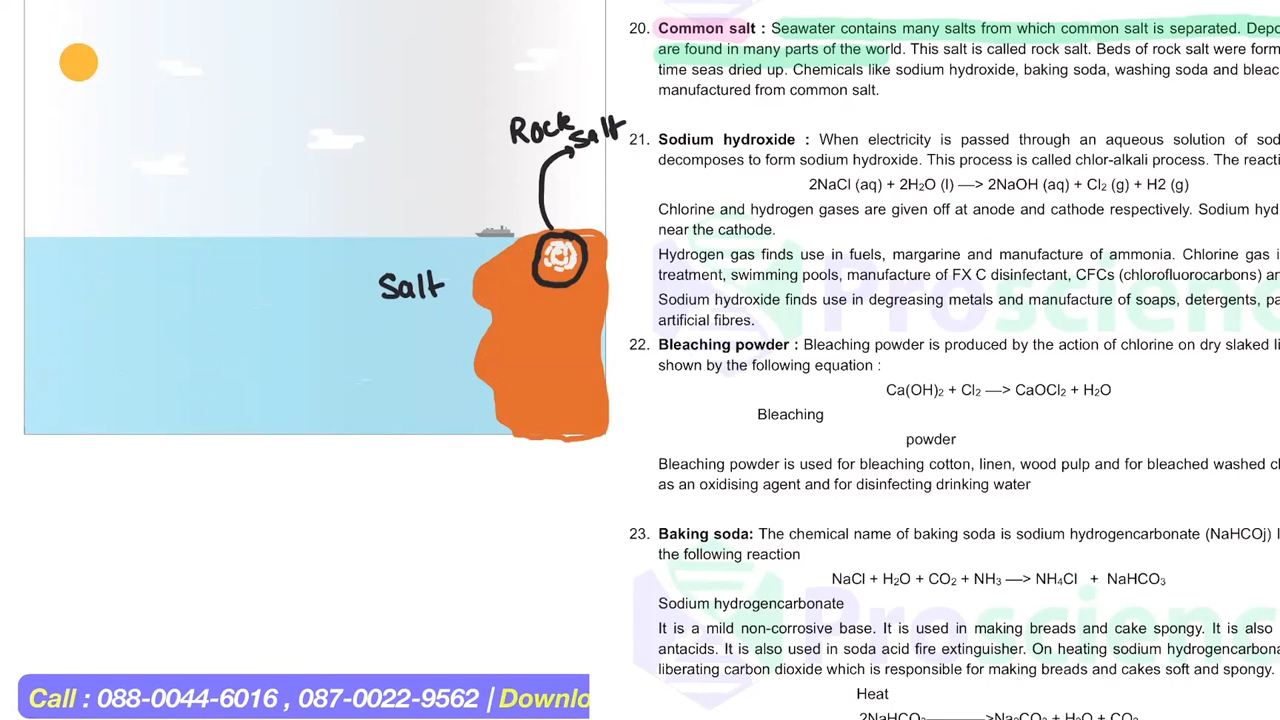 Rock
Salt
Salt
20. Common salt : Seawater contains many salts from which common salt is separated. Depo
are found in many parts of the world. This salt is called rock salt. Beds of rock salt were form
time seas dried up. Chemicals like sodium hydroxide, baking soda, washing soda and bleac
manufactured from common salt.
21. Sodium hydroxide : When electricity is passed through an aqueous solution of sod
decomposes to form sodium hydroxide. This process is called chlor-alkali process. The reacti
2NaCl (aq) + 2H₂O (l) —> 2NaOH (aq) + Cl₂ (g) + H2 (g)
Chlorine and hydrogen gases are given off at anode and cathode respectively. Sodium hyd
near the cathode.
Hydrogen gas finds use in fuels, margarine and manufacture of ammonia. Chlorine gas i
treatment, swimming pools, manufacture of FX C disinfectant, CFCs (chlorofluorocarbons) a
Sodium hydroxide finds use in degreasing metals and manufacture of soaps, detergents, pa
artificial fibres.
22. Bleaching powder : Bleaching powder is produced by the action of chlorine on dry slaked li
shown by the following equation :
Ca(OH)₂ + Cl₂ —> CaOCl₂ + H₂O
Bleaching
powder
Bleaching powder is used for bleaching cotton, linen, wood pulp and for bleached washed cl
as an oxidising agent and for disinfecting drinking water
23. Baking soda: The chemical name of baking soda is sodium hydrogencarbonate (NaHCOj) I
the following reaction
NaCl + H₂O + CO₂ + NH₃ —> NH₄Cl + NaHCO₃
Sodium hydrogencarbonate
It is a mild non-corrosive base. It is used in making breads and cake spongy. It is also
antacids. It is also used in soda acid fire extinguisher. On heating sodium hydrogencarbona
liberating carbon dioxide which is responsible for making breads and cakes soft and spongy.
Heat
2NaHCO₃————>Na₂CO₃ + H₂O + CO₂
Call : 088-0044-6016 , 087-0022-9562 | Downlo
Proscienc
Proscienc